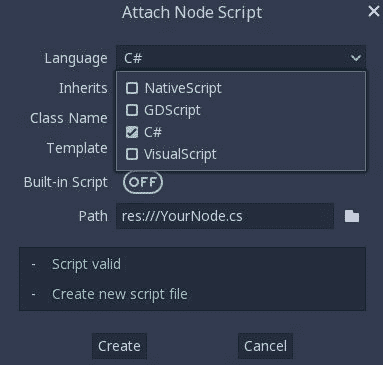 Attach Node Script
Language C#
Inherits NativeScript
GDScript
Class Name
C#
Template VisualScript
Built-in Script OFF
Path res:///YourNode.cs
- Script valid
- Create new script file
Create Cancel